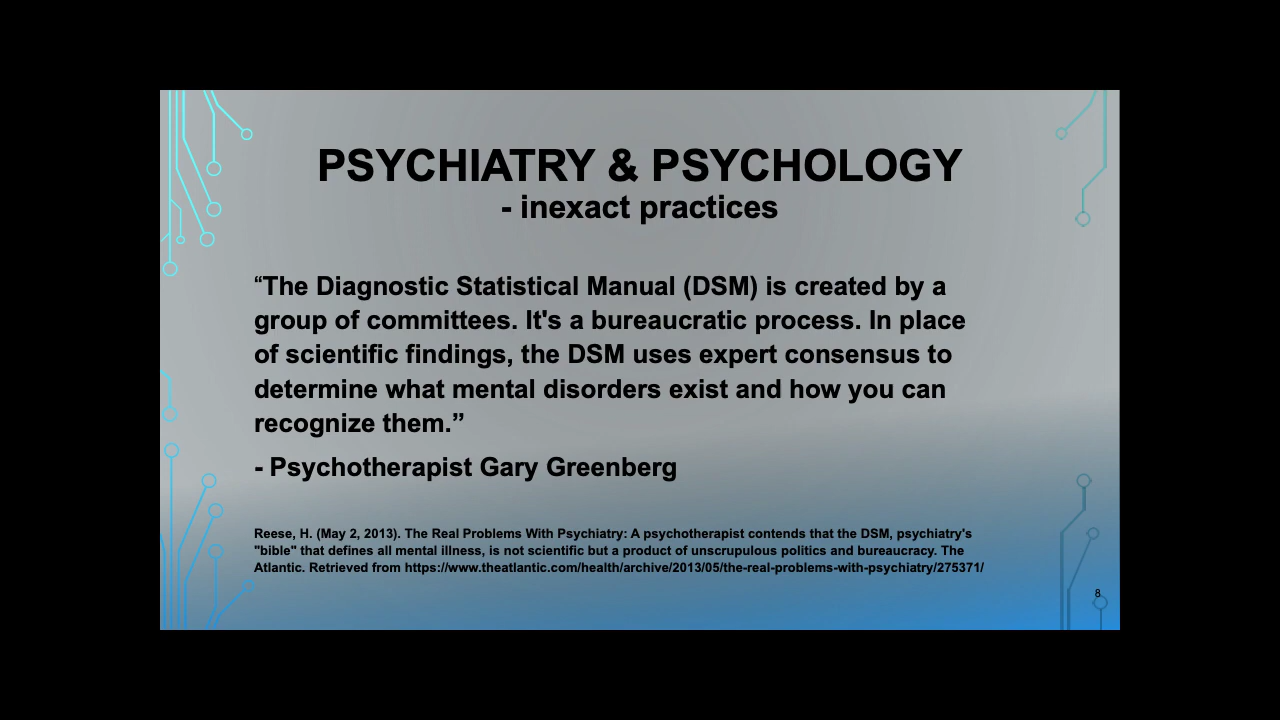 PSYCHIATRY & PSYCHOLOGY
- inexact practices
“The Diagnostic Statistical Manual (DSM) is created by a
group of committees. It's a bureaucratic process. In place
of scientific findings, the DSM uses expert consensus to
determine what mental disorders exist and how you can
recognize them.”
- Psychotherapist Gary Greenberg
Reese, H. (May 2, 2013). The Real Problems With Psychiatry: A psychotherapist contends that the DSM, psychiatry's
"bible" that defines all mental illness, is not scientific but a product of unscrupulous politics and bureaucracy. The
Atlantic. Retrieved from https://www.theatlantic.com/health/archive/2013/05/the-real-problems-with-psychiatry/275371/
8